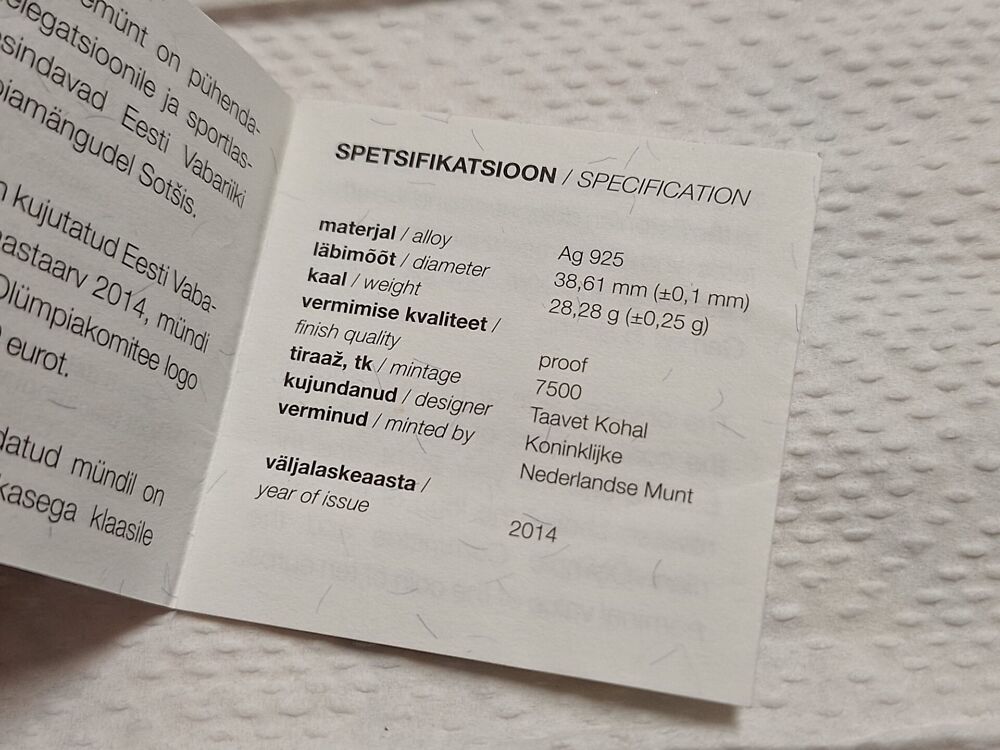 emünt on pühenda-
elegatsioonile ja sportlas-
sindavad Eesti Vabariiki
piamängudel Sotšis.
n kujutatud Eesti Vaba-
aastaarv 2014, mündi
Olümpiakomitee logo
eurot.
datud mündil on
kasega klaasile
SPETSIFIKATSIOON / SPECIFICATION
materjal / alloy Ag 925
läbimõõt / diameter 38,61 mm (±0,1 mm)
kaal / weight 28,28 g (±0,25 g)
vermimise kvaliteet /
finish quality proof
tiraaž, tk / mintage 7500
kujundanud / designer Taavet Kohal
verminud / minted by Koninklijke
Nederlandse Munt
väljalaskeaasta /
year of issue 2014